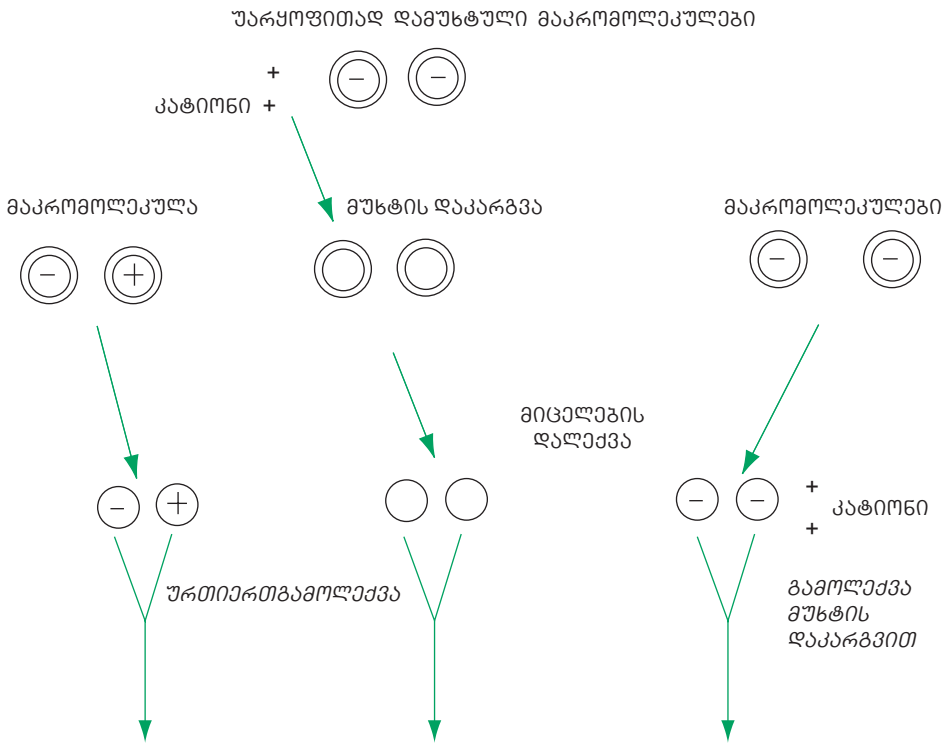 უარყოფითად დამუხტული მაკრომოლეკულები
− −
+
კატიონი +
მაკრომოლეკულა
მუხტის დაკარგვა
მაკრომოლეკულები
− +
− −
მიცელების
დალექვა
− +
− −
+
კატიონი
+
ურთიერთგამოლექვა
გამოლექვა
მუხტის
დაკარგვით